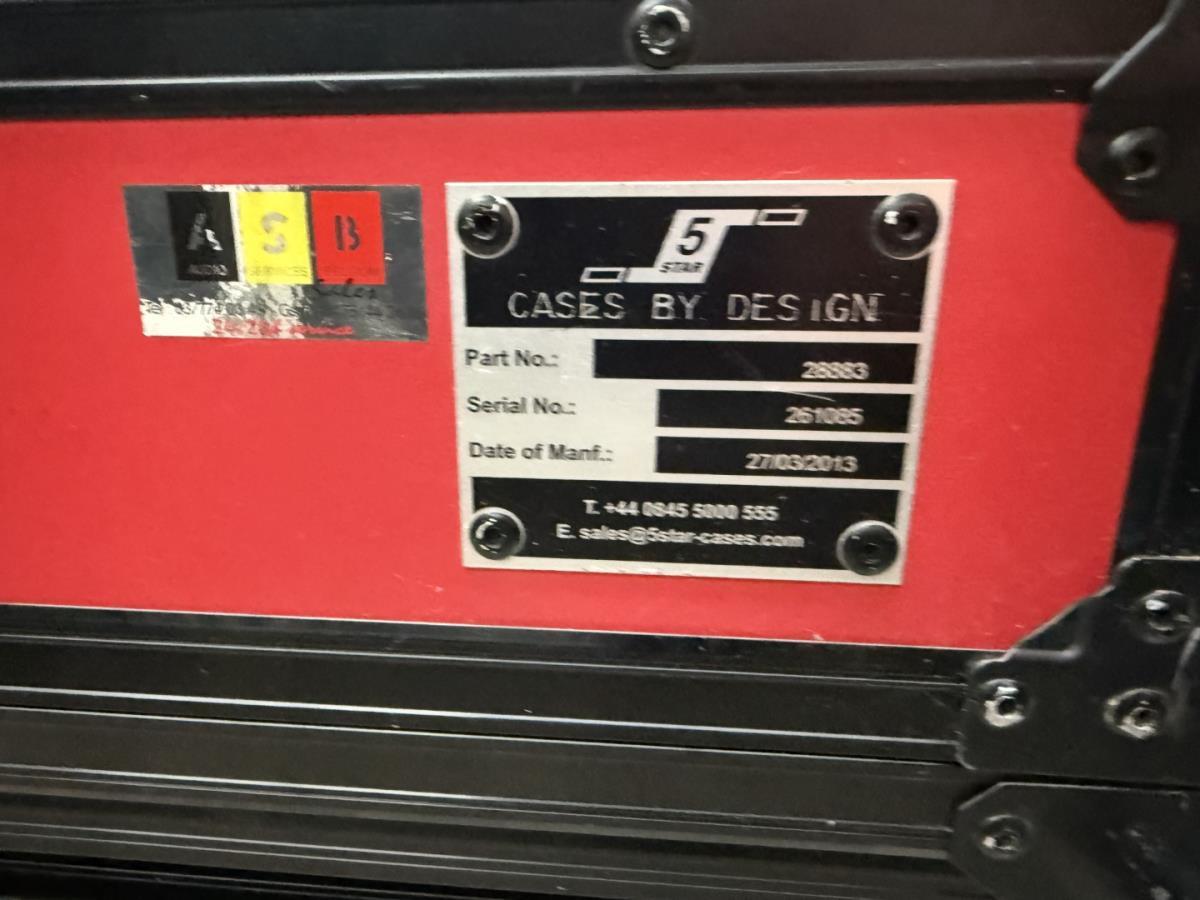 A S B
AUDIO SERVICES
5
STAR
CASES BY DESIGN
Part No.: 28883
Serial No.: 261085
Date of Manf.: 27/03/2013
T. +44 0845 5000 555
E. sales@5star-cases.com